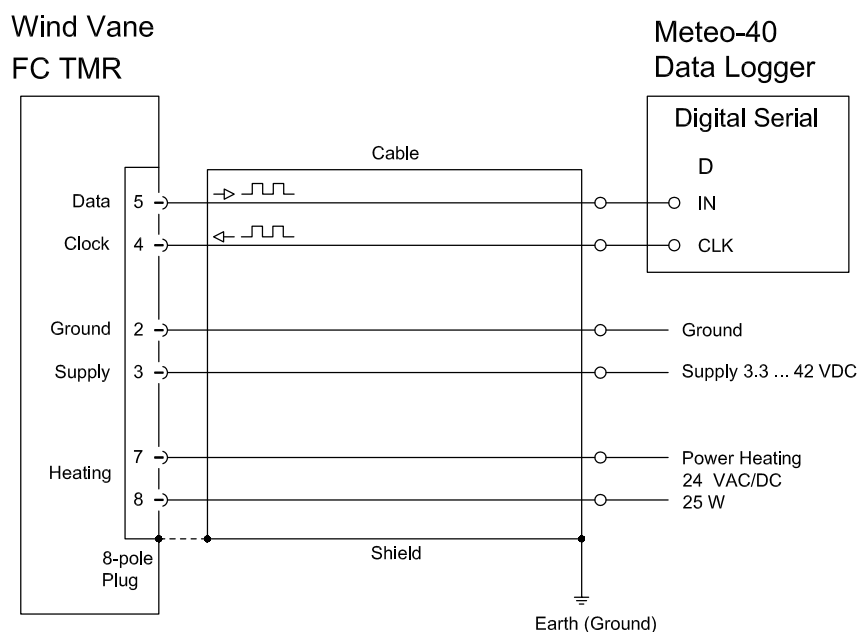 Wind Vane
FC TMR
Meteo-40
Data Logger
Digital Serial
D
Cable
Data 5 IN
Clock 4 CLK
Ground 2 Ground
Supply 3 Supply 3.3 ... 42 VDC
Heating
7
8
Power Heating
24 VAC/DC
25 W
8-pole
Plug
Shield
Earth (Ground)